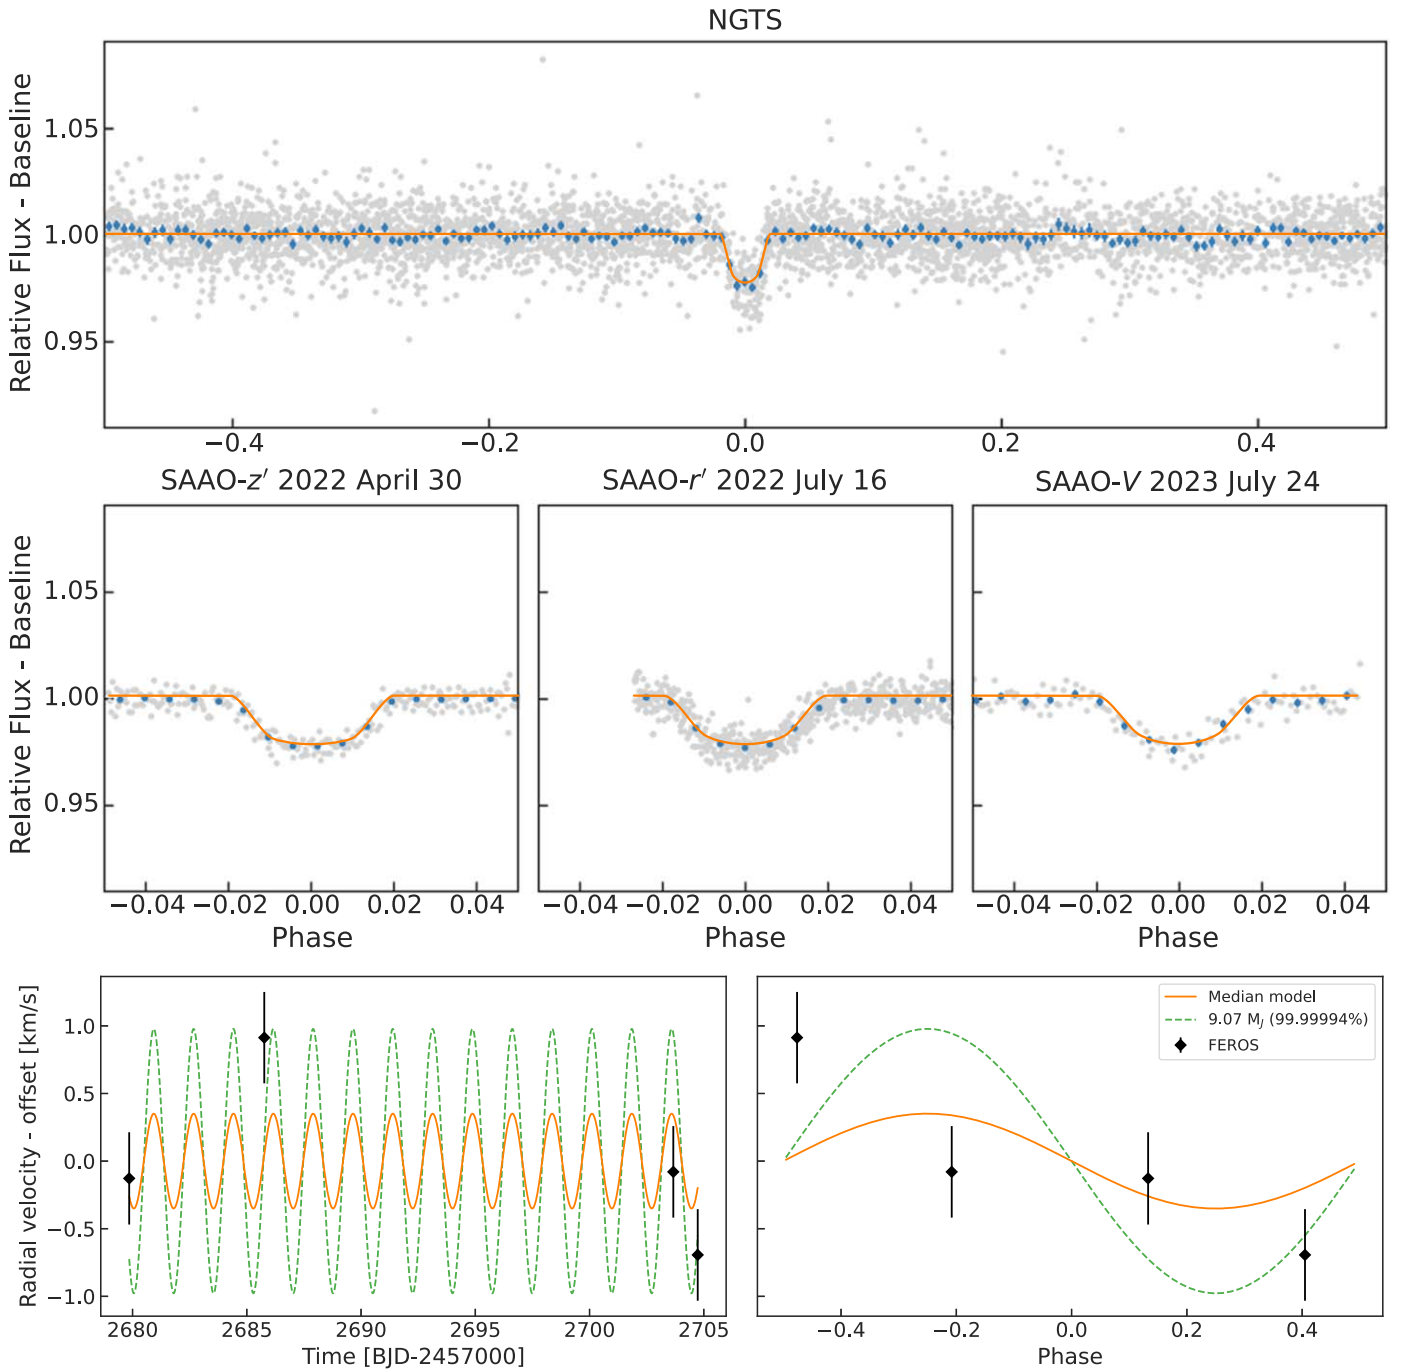 NGTS
Relative Flux - Baseline
1.05
1.00
0.95
−0.4 −0.2 0.0 0.2 0.4
SAAO-z′ 2022 April 30 SAAO-r′ 2022 July 16 SAAO-V 2023 July 24
Relative Flux - Baseline
1.05
1.00
0.95
−0.04 −0.02 0.00 0.02 0.04 −0.04 −0.02 0.00 0.02 0.04 −0.04 −0.02 0.00 0.02 0.04
Phase Phase Phase
Radial velocity - offset [km/s]
1.0
0.5
0.0
−0.5
−1.0
2680 2685 2690 2695 2700 2705
Time [BJD-2457000]
Median model
9.07 MJ (99.99994%)
FEROS
−0.4 −0.2 0.0 0.2 0.4
Phase